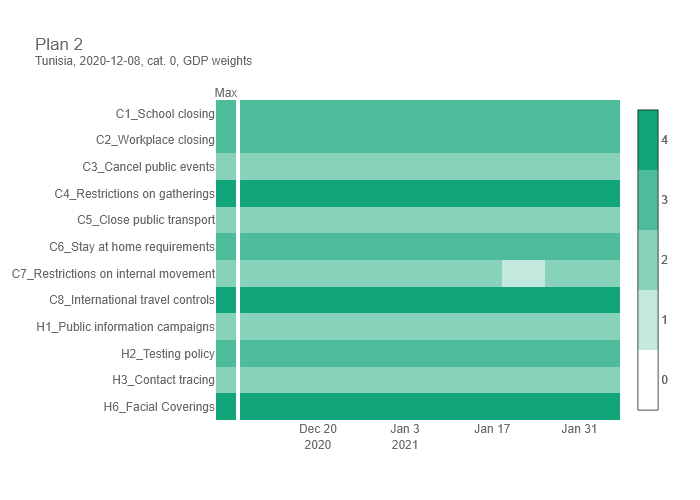 Plan 2
Tunisia, 2020-12-08, cat. 0, GDP weights
Max
C1_School closing
C2_Workplace closing
C3_Cancel public events
C4_Restrictions on gatherings
C5_Close public transport
C6_Stay at home requirements
C7_Restrictions on internal movement
C8_International travel controls
H1_Public information campaigns
H2_Testing policy
H3_Contact tracing
H6_Facial Coverings
Dec 20 Jan 3 Jan 17 Jan 31
2020 2021
4
3
2
1
0